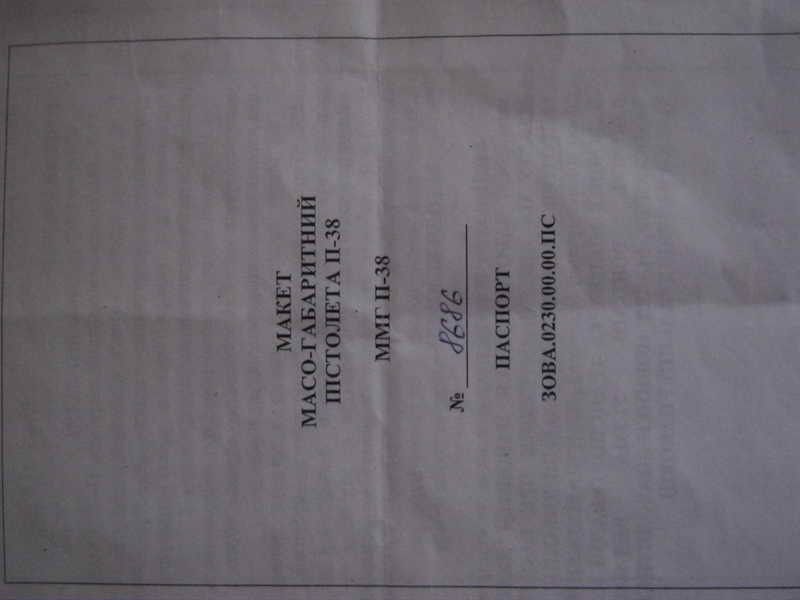 МАКЕТ
МАСО-ГАБАРИТНИЙ
ПІСТОЛЕТА П-38
ММГ П-38
№ 8686
ПАСПОРТ
ЗОВА.0230.00.00.ПС